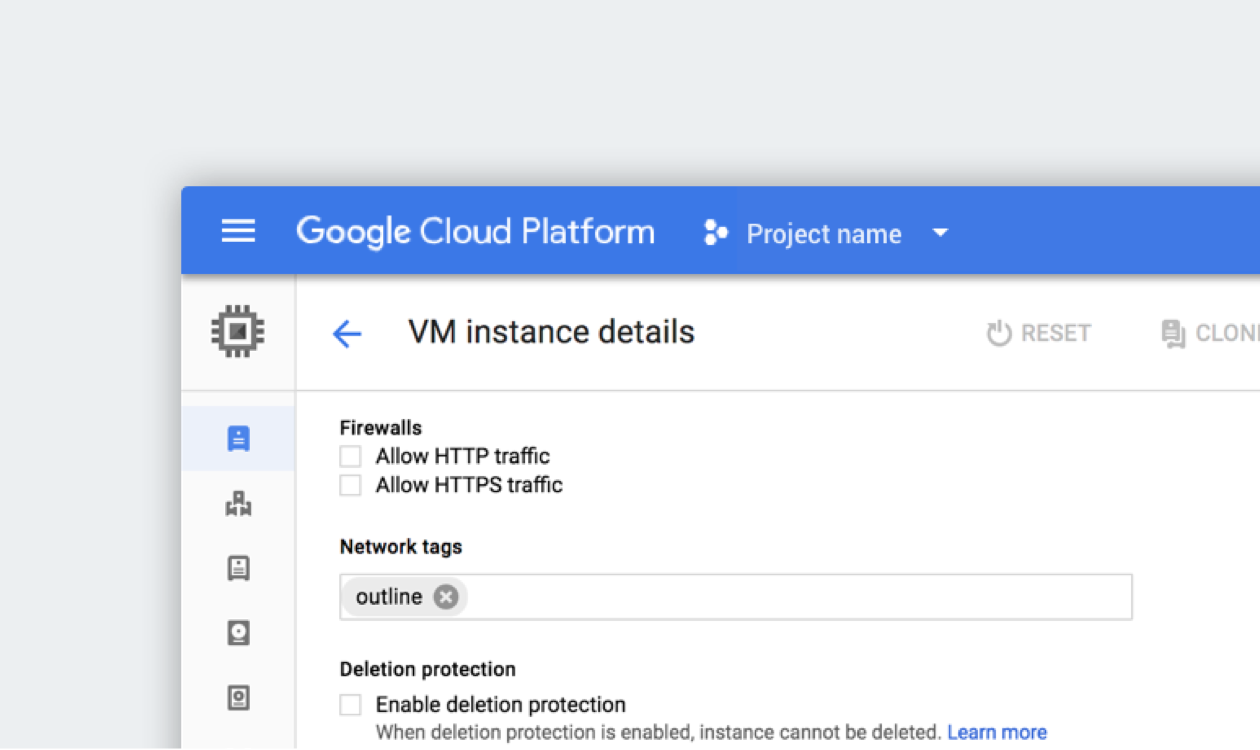 Google Cloud Platform Project name
VM instance details RESET CLON
Firewalls
Allow HTTP traffic
Allow HTTPS traffic
Network tags
outline
Deletion protection
Enable deletion protection
When deletion protection is enabled, instance cannot be deleted. Learn more